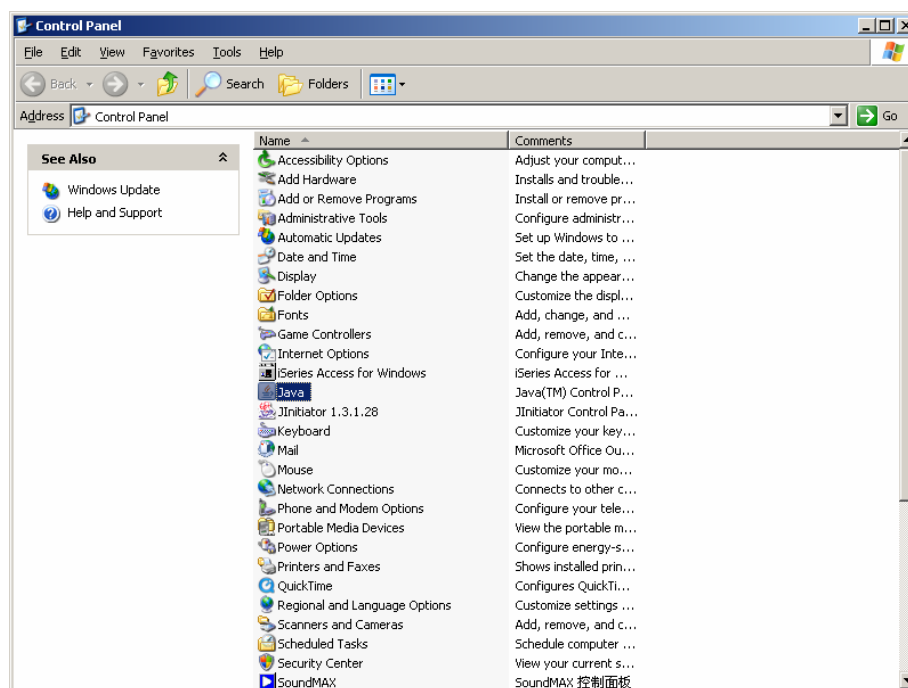 Control Panel
File Edit View Favorites Tools Help
Back Search Folders
Address Control Panel Go
See Also
Windows Update
Help and Support
Name Comments
Accessibility Options Adjust your comput...
Add Hardware Installs and trouble...
Add or Remove Programs Install or remove pr...
Administrative Tools Configure administr...
Automatic Updates Set up Windows to ...
Date and Time Set the date, time, ...
Display Change the appear...
Folder Options Customize the displ...
Fonts Add, change, and ...
Game Controllers Add, remove, and c...
Internet Options Configure your Inte...
iSeries Access for Windows iSeries Access for ...
Java Java(TM) Control P...
JInitiator 1.3.1.28 JInitiator Control Pa...
Keyboard Customize your key...
Mail Microsoft Office Ou...
Mouse Customize your mo...
Network Connections Connects to other c...
Phone and Modem Options Configure your tele...
Portable Media Devices View the portable m...
Power Options Configure energy-s...
Printers and Faxes Shows installed prin...
QuickTime Configures QuickTi...
Regional and Language Options Customize settings ...
Scanners and Cameras Add, remove, and c...
Scheduled Tasks Schedule computer ...
Security Center View your current s...
SoundMAX SoundMAX 控制面板